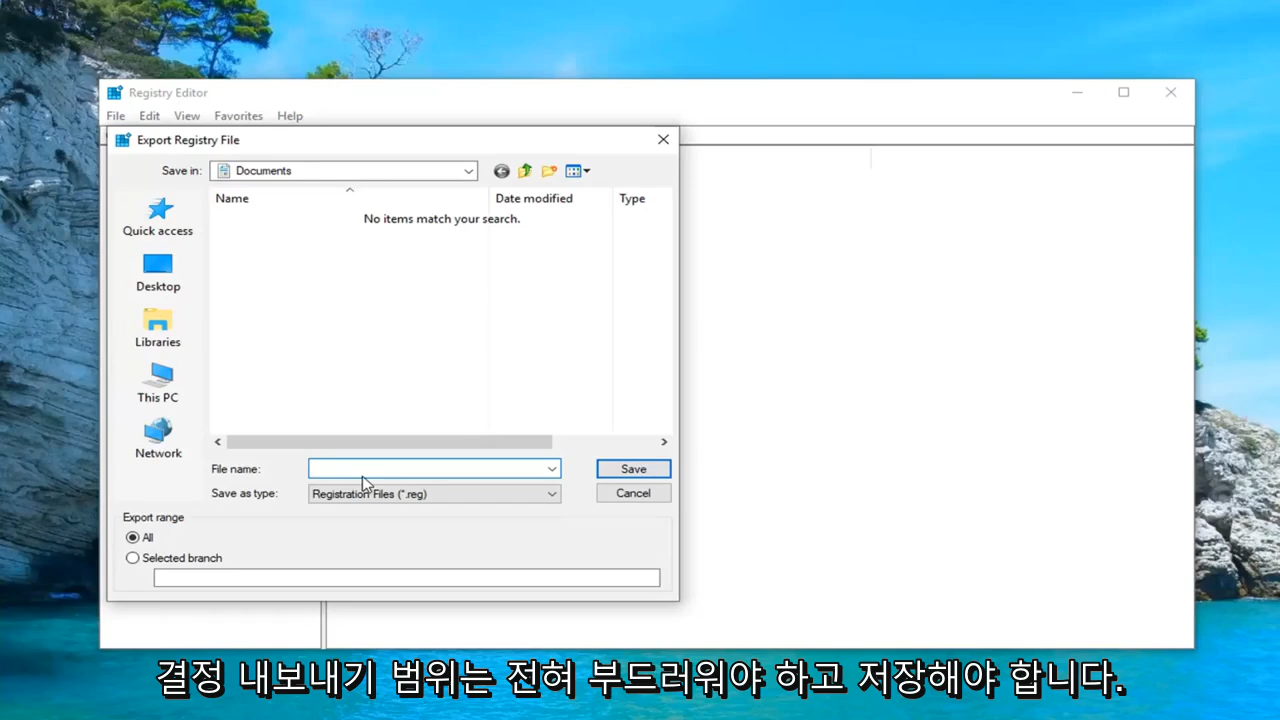 Registry Editor
File Edit View Favorites Help
Export Registry File
Save in: Documents
Name Date modified Type
No items match your search.
Quick access
Desktop
Libraries
This PC
Network
File name: Save
Save as type: Registration Files (*.reg) Cancel
Export range
All
Selected branch
결정 내보내기 범위는 전혀 부드러워야 하고 저장해야 합니다.